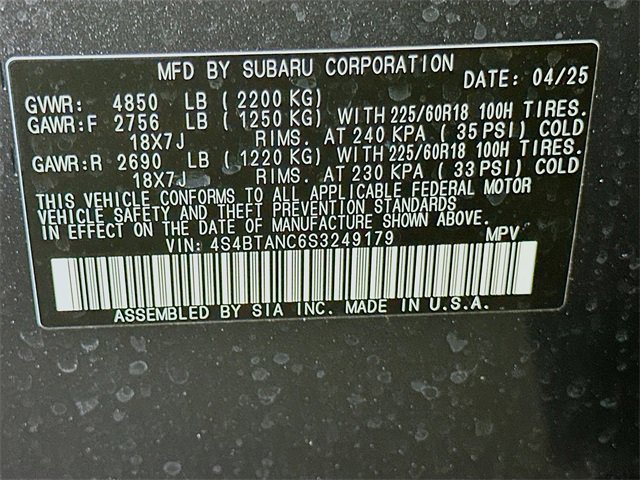 MFD BY SUBARU CORPORATION DATE: 04/25
GVWR: 4850 LB ( 2200 KG)
GAWR:F 2756 LB ( 1250 KG) WITH 225/60R18 100H TIRES.
18X7J RIMS. AT 240 KPA ( 35 PSI) COLD
GAWR:R 2690 LB ( 1220 KG) WITH 225/60R18 100H TIRES.
18X7J RIMS. AT 230 KPA ( 33 PSI) COLD
THIS VEHICLE CONFORMS TO ALL APPLICABLE FEDERAL MOTOR
VEHICLE SAFETY AND THEFT PREVENTION STANDARDS
IN EFFECT ON THE DATE OF MANUFACTURE SHOWN ABOVE.
VIN: 4S4BTANC6S3249179 MPV
ASSEMBLED BY SIA INC. MADE IN U.S.A.